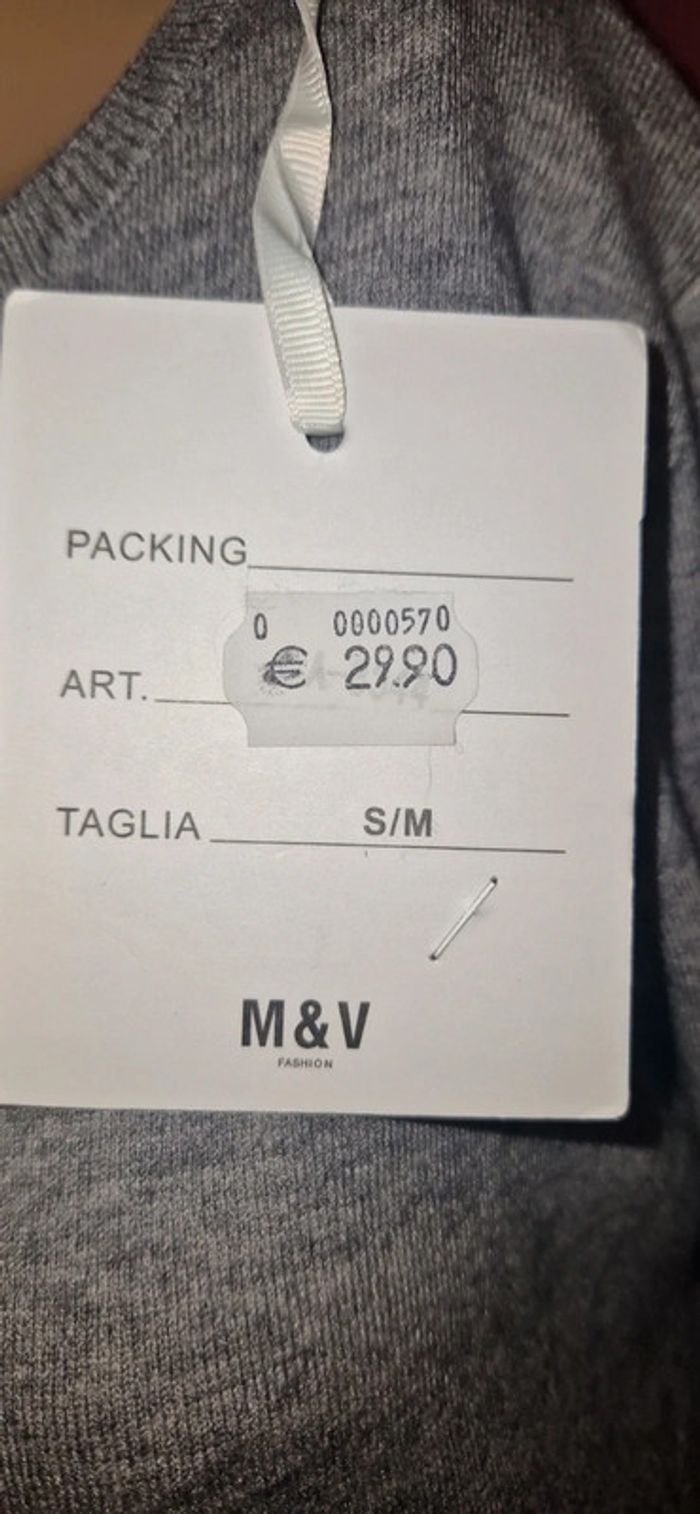 PACKING
0 0000570
€ 29.90
ART.
TAGLIA S/M
M&V
FASHION